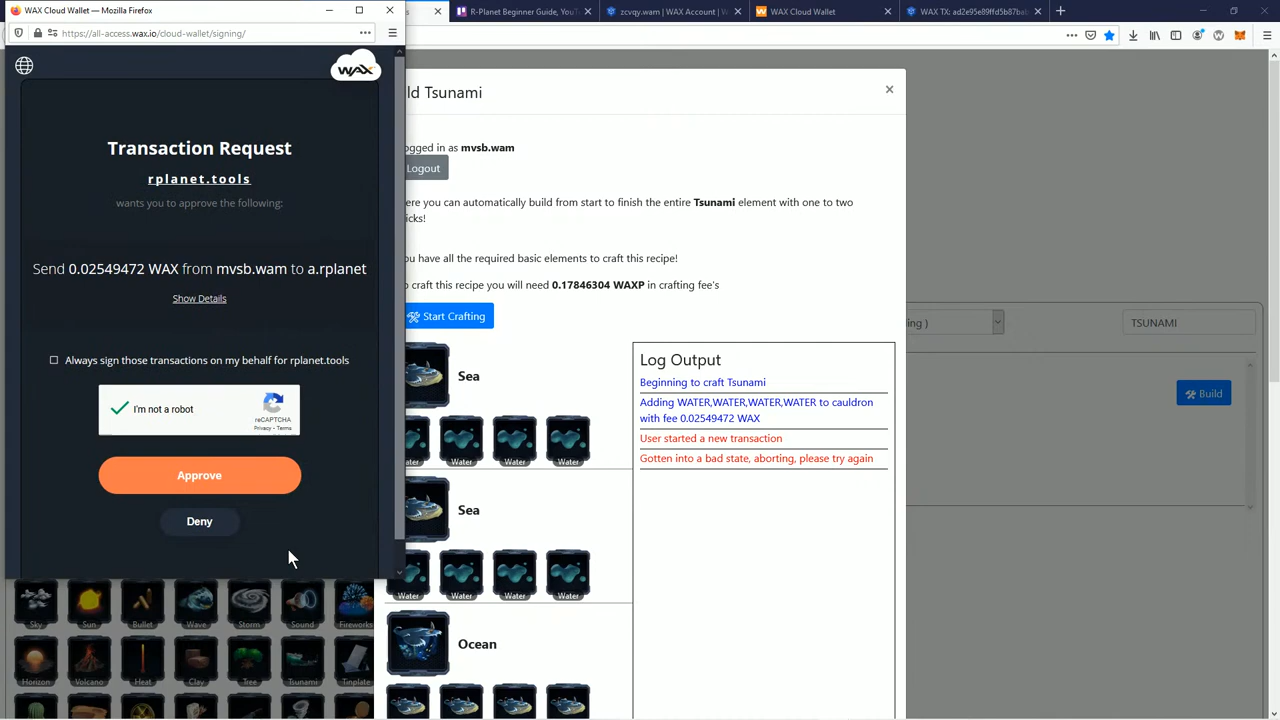 WAX Cloud Wallet — Mozilla Firefox
R-Planet Beginner Guide, YouT
zcvqy.wam | WAX Account | W
WAX Cloud Wallet
WAX TX: ad2e95e89ffd5b87ba
https://all-access.wax.io/cloud-wallet/signing/
WAX
Transaction Request
rplanet.tools
wants you to approve the following:
Send 0.02549472 WAX from mvsb.wam to a.rplanet
Show Details
Always sign those transactions on my behalf for rplanet.tools
I'm not a robot
reCAPTCHA
Privacy - Terms
Approve
Deny
ld Tsunami
ogged in as mvsb.wam
Logout
ere you can automatically build from start to finish the entire Tsunami element with one to two
icks!
ou have all the required basic elements to craft this recipe!
o craft this recipe you will need 0.17846304 WAXP in crafting fee's
Start Crafting
Sea
Water Water Water Water
Sea
Water Water Water Water
Ocean
Log Output
Beginning to craft Tsunami
Adding WATER,WATER,WATER,WATER to cauldron
with fee 0.02549472 WAX
User started a new transaction
Gotten into a bad state, aborting, please try again
ing )
TSUNAMI
Build
Sky Sun Bullet Wave Storm Sound Fireworks
Horizon Volcano Heat Clay Tree Tsunami Tinplate